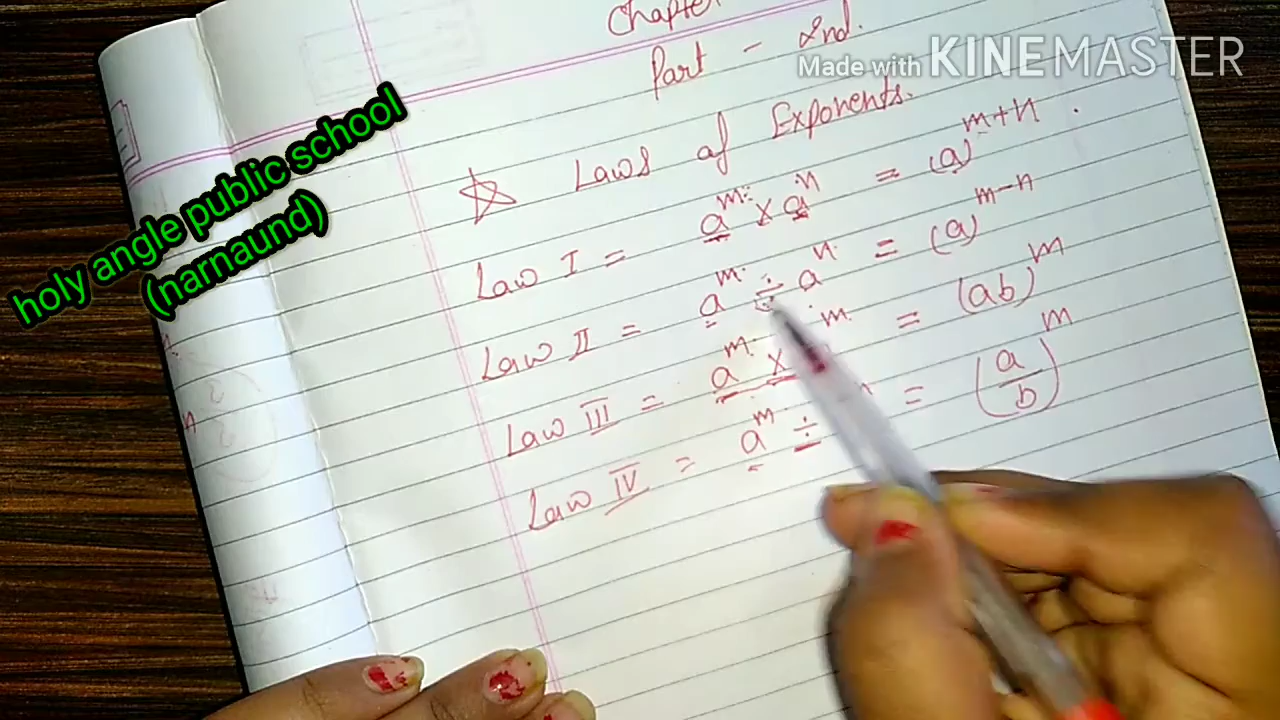 Chapter
Part - 2nd.
Made with KINEMASTER
holy angle public school
(narnaund)
☆ Laws of Exponents.
Law I = a^m × a^n = (a)^m+n .
Law II = a^m ÷ a^n = (a)^m-n
Law III = a^m × ^m = (ab)^m
Law IV = a^m ÷ = (a/b)^m